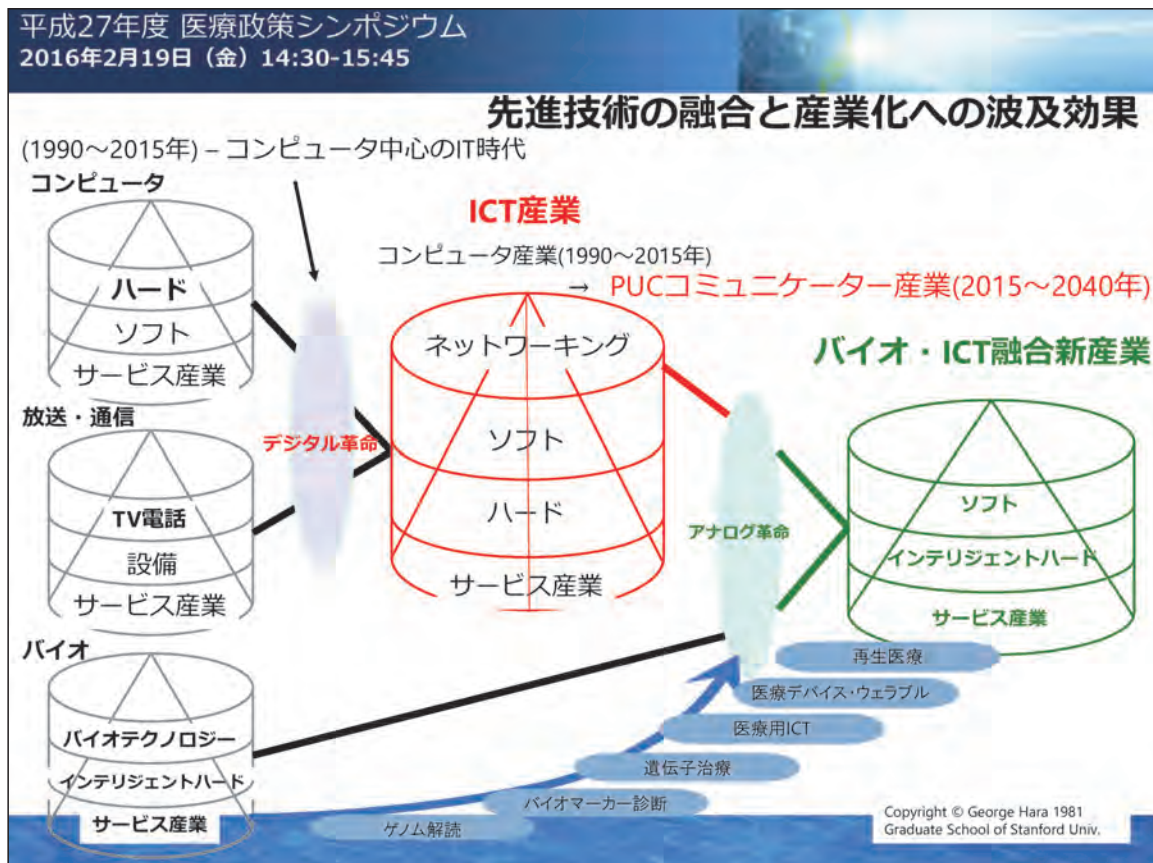 平成27年度 医療政策シンポジウム
2016年2月19日（金）14:30-15:45
先進技術の融合と産業化への波及効果
(1990～2015年) – コンピュータ中心のIT時代
コンピュータ
ハード
ソフト
サービス産業
放送・通信
TV電話
設備
サービス産業
バイオ
バイオテクノロジー
インテリジェントハード
サービス産業
デジタル革命
ICT産業
コンピュータ産業(1990～2015年)
→ PUCコミュニケーター産業(2015～2040年)
ネットワーキング
ソフト
ハード
サービス産業
アナログ革命
バイオ・ICT融合新産業
ソフト
インテリジェントハード
サービス産業
再生医療
医療デバイス・ウェラブル
医療用ICT
遺伝子治療
バイオマーカー診断
ゲノム解読
Copyright © George Hara 1981
Graduate School of Stanford Univ.